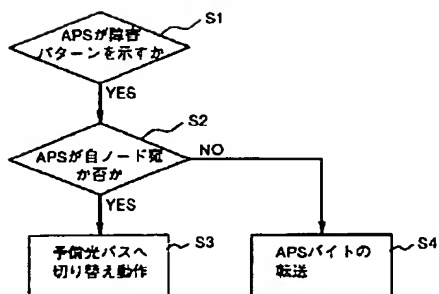 APSが障害
パターンを示すか
S1
YES
S2
APSが自ノード宛
か否か
NO
YES
予備光パスへ
切り替え動作
S3
APSバイトの
転送
S4